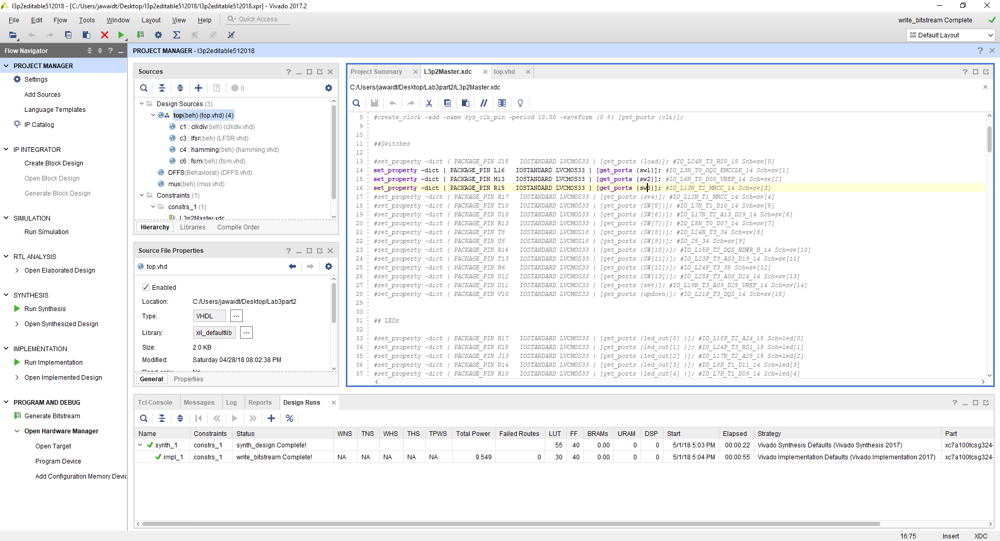 l3p2editable512018 - [C:/Users/jawaidt/Desktop/l3p2editable512018/l3p2editable512018.xpr] - Vivado 2017.2
File Edit Flow Tools Window Layout View Help Quick Access
write_bitstream Complete
Default Layout
Flow Navigator
PROJECT MANAGER
Settings
Add Sources
Language Templates
IP Catalog
IP INTEGRATOR
Create Block Design
Open Block Design
Generate Block Design
SIMULATION
Run Simulation
RTL ANALYSIS
Open Elaborated Design
SYNTHESIS
Run Synthesis
Open Synthesized Design
IMPLEMENTATION
Run Implementation
Open Implemented Design
PROGRAM AND DEBUG
Generate Bitstream
Open Hardware Manager
Open Target
Program Device
Add Configuration Memory Devic
PROJECT MANAGER - l3p2editable512018
Sources
0
Design Sources (3)
top(beh) (top.vhd) (4)
c1 : clkdiv(beh) (clkdiv.vhd)
c3 : lfsr(beh) (LFSR.vhd)
c4 : hamming(beh) (hamming.vhd)
c6 : fsm(beh) (fsm.vhd)
DFFS(Behavioral) (DFFS.vhd)
mux(beh) (mux.vhd)
Constraints (1)
constrs_1 (1)
L3p2Master.xdc
Hierarchy Libraries Compile Order
Source File Properties
top.vhd
Enabled
Location: C:/Users/jawaidt/Desktop/Lab3part2
Type: VHDL ...
Library: xil_defaultlib ...
Size: 2.0 KB
Modified: Saturday 04/28/18 08:02:38 PM
General Properties
Project Summary L3p2Master.xdc top.vhd
C:/Users/jawaidt/Desktop/Lab3part2/L3p2Master.xdc
8 #create_clock -add -name sys_clk_pin -period 10.00 -waveform {0 5} [get_ports {clk}];
9
10
11 ##Switches
12
13 #set_property -dict { PACKAGE_PIN J15 IOSTANDARD LVCMOS33 } [get_ports {load}]; #IO_L24N_T3_RS0_15 Sch=sw[0]
14 set_property -dict { PACKAGE_PIN L16 IOSTANDARD LVCMOS33 } [get_ports {sw1}]; #IO_L3N_T0_DQS_EMCCLK_14 Sch=sw[1]
15 set_property -dict { PACKAGE_PIN M13 IOSTANDARD LVCMOS33 } [get_ports {sw2}]; #IO_L6N_T0_D08_VREF_14 Sch=sw[2]
16 set_property -dict { PACKAGE_PIN R15 IOSTANDARD LVCMOS33 } [get_ports {sw3}]; #IO_L13N_T2_MRCC_14 Sch=sw[3]
17 #set_property -dict { PACKAGE_PIN R17 IOSTANDARD LVCMOS33 } [get_ports {sw4}]; #IO_L12N_T1_MRCC_14 Sch=sw[4]
18 #set_property -dict { PACKAGE_PIN T18 IOSTANDARD LVCMOS33 } [get_ports {SW[5]}]; #IO_L7N_T1_D10_14 Sch=sw[5]
19 #set_property -dict { PACKAGE_PIN U18 IOSTANDARD LVCMOS33 } [get_ports {SW[6]}]; #IO_L17N_T2_A13_D29_14 Sch=sw[6]
20 #set_property -dict { PACKAGE_PIN R13 IOSTANDARD LVCMOS33 } [get_ports {SW[7]}]; #IO_L5N_T0_D07_14 Sch=sw[7]
21 #set_property -dict { PACKAGE_PIN T8 IOSTANDARD LVCMOS18 } [get_ports {SW[8]}]; #IO_L24N_T3_34 Sch=sw[8]
22 #set_property -dict { PACKAGE_PIN U8 IOSTANDARD LVCMOS18 } [get_ports {SW[9]}]; #IO_25_34 Sch=sw[9]
23 #set_property -dict { PACKAGE_PIN R16 IOSTANDARD LVCMOS33 } [get_ports {SW[10]}]; #IO_L15P_T2_DQS_RDWR_B_14 Sch=sw[10]
24 #set_property -dict { PACKAGE_PIN T13 IOSTANDARD LVCMOS33 } [get_ports {SW[11]}]; #IO_L23P_T3_A03_D19_14 Sch=sw[11]
25 #set_property -dict { PACKAGE_PIN H6 IOSTANDARD LVCMOS33 } [get_ports {SW[12]}]; #IO_L24P_T3_35 Sch=sw[12]
26 #set_property -dict { PACKAGE_PIN U12 IOSTANDARD LVCMOS33 } [get_ports {SW[13]}]; #IO_L20P_T3_A08_D24_14 Sch=sw[13]
27 #set_property -dict { PACKAGE_PIN U11 IOSTANDARD LVCMOS33 } [get_ports {set}]; #IO_L19N_T3_A09_D25_VREF_14 Sch=sw[14]
28 #set_property -dict { PACKAGE_PIN V10 IOSTANDARD LVCMOS33 } [get_ports {updown}]; #IO_L21P_T3_DQS_14 Sch=sw[15]
29
30
31 ## LEDs
32
33 #set_property -dict { PACKAGE_PIN H17 IOSTANDARD LVCMOS33 } [get_ports {led_out[0] }]; #IO_L18P_T2_A24_15 Sch=led[0]
34 #set_property -dict { PACKAGE_PIN K15 IOSTANDARD LVCMOS33 } [get_ports {led_out[1] }]; #IO_L24P_T3_RS1_15 Sch=led[1]
35 #set_property -dict { PACKAGE_PIN J13 IOSTANDARD LVCMOS33 } [get_ports {led_out[2] }]; #IO_L17N_T2_A25_15 Sch=led[2]
36 #set_property -dict { PACKAGE_PIN N14 IOSTANDARD LVCMOS33 } [get_ports {led_out[3] }]; #IO_L8P_T1_D11_14 Sch=led[3]
37 #set_property -dict { PACKAGE_PIN R18 IOSTANDARD LVCMOS33 } [get_ports {led_out[4] }]; #IO_L7P_T1_D09_14 Sch=led[4]
Tcl Console Messages Log Reports Design Runs
Name Constraints Status WNS TNS WHS THS TPWS Total Power Failed Routes LUT FF BRAMs URAM DSP Start Elapsed Strategy Part
synth_1 constrs_1 synth_design Complete! 55 40 0.00 0 0 5/1/18 5:03 PM 00:00:22 Vivado Synthesis Defaults (Vivado Synthesis 2017) xc7a100tcsg324-
impl_1 constrs_1 write_bitstream Complete! NA NA NA NA NA 9.549 0 30 40 0.00 0 0 5/1/18 5:04 PM 00:00:55 Vivado Implementation Defaults (Vivado Implementation 2017) xc7a100tcsg324-
16:75 Insert XDC